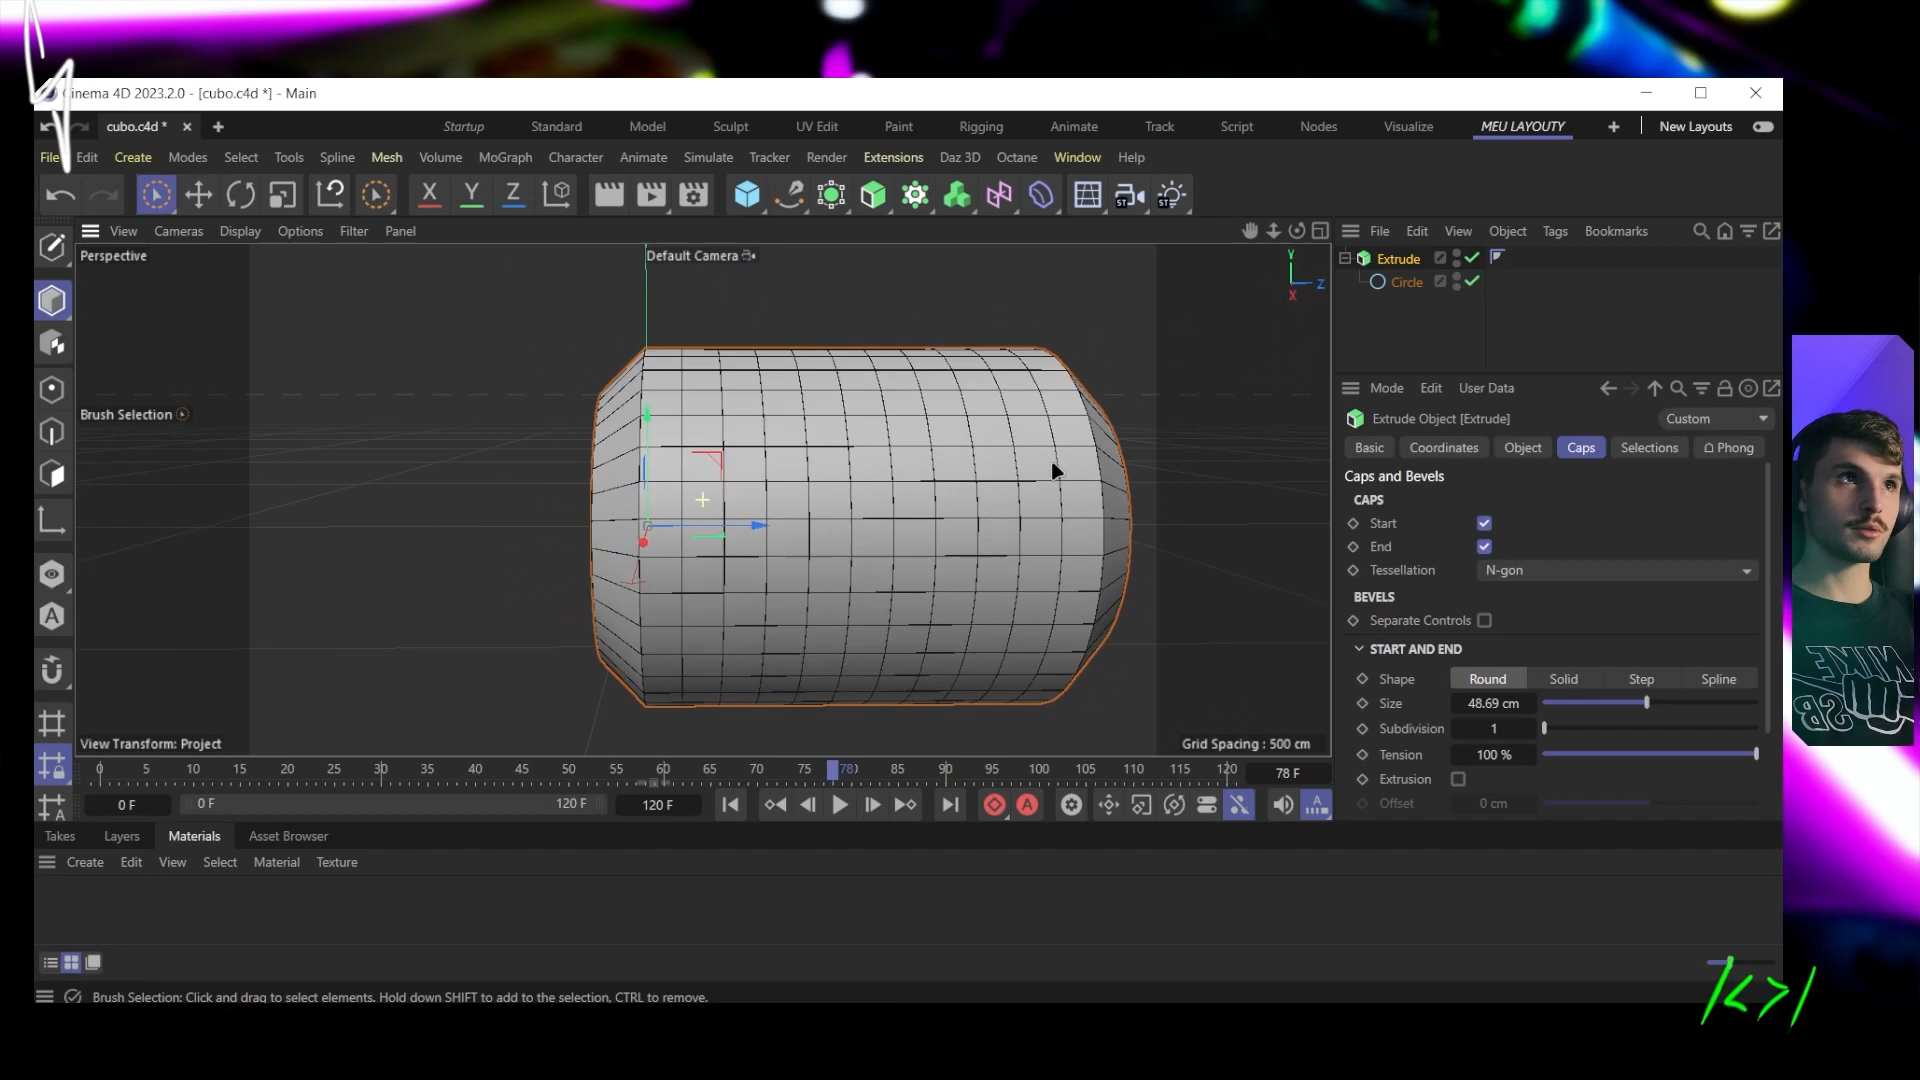 Cinema 4D 2023.2.0 - [cubo.c4d *] - Main
cubo.c4d * Startup Standard Model Sculpt UV Edit Paint Rigging Animate Track Script Nodes Visualize MEU LAYOUTY New Layouts
File Edit Create Modes Select Tools Spline Mesh Volume MoGraph Character Animate Simulate Tracker Render Extensions Daz 3D Octane Window Help
X Y Z ST ST
View Cameras Display Options Filter Panel
Perspective Default Camera
Y
Z
X
Brush Selection
View Transform: Project Grid Spacing : 500 cm
0 5 10 15 20 25 30 35 40 45 50 55 60 65 70 75 78 85 90 95 100 105 110 115 120 78 F
0 F 0 F 120 F 120 F
Takes Layers Materials Asset Browser
Create Edit View Select Material Texture
Brush Selection: Click and drag to select elements. Hold down SHIFT to add to the selection, CTRL to remove.
File Edit View Object Tags Bookmarks
Extrude
Circle
Mode Edit User Data
Extrude Object [Extrude] Custom
Basic Coordinates Object Caps Selections Phong
Caps and Bevels
CAPS
Start
End
Tessellation N-gon
BEVELS
Separate Controls
START AND END
Shape Round Solid Step Spline
Size 48.69 cm
Subdivision 1
Tension 100 %
Extrusion
Offset 0 cm
NIKE
SB